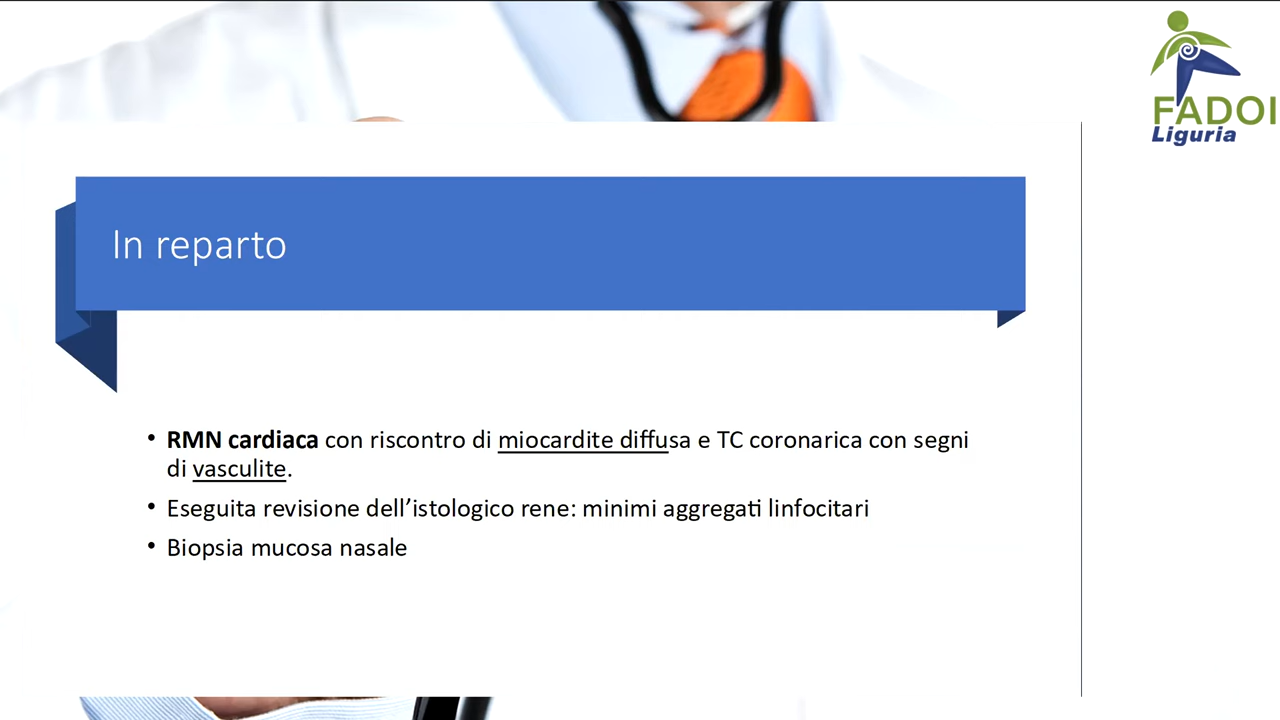 FADOI
Liguria
In reparto
• RMN cardiaca con riscontro di miocardite diffusa e TC coronarica con segni
di vasculite.
• Eseguita revisione dell’istologico rene: minimi aggregati linfocitari
• Biopsia mucosa nasale